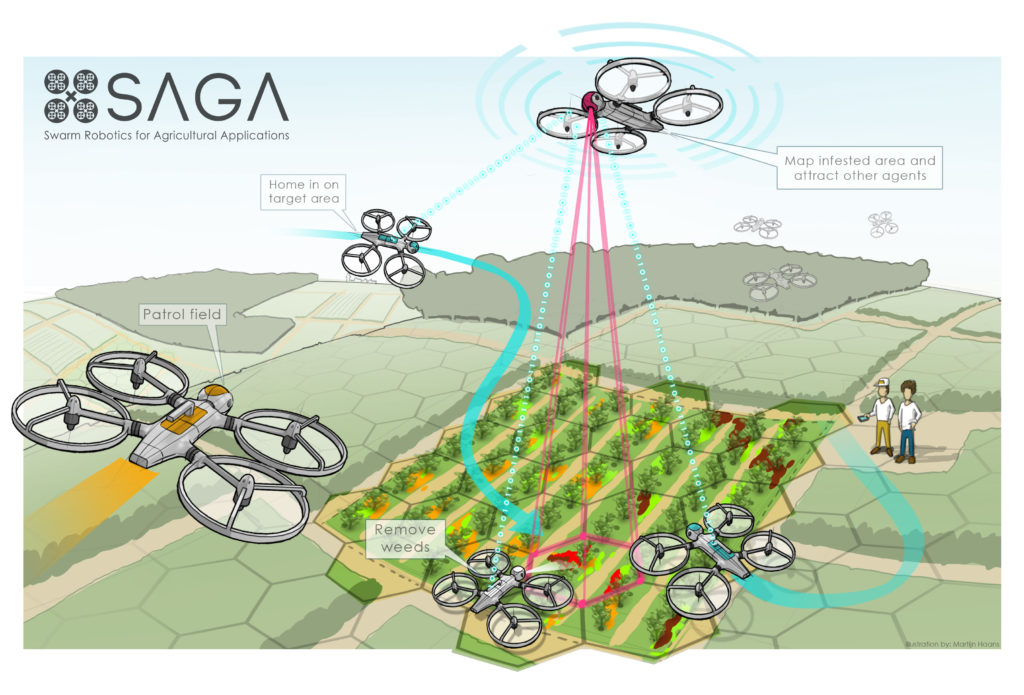 SAGA
Swarm Robotics for Agricultural Applications
Map infested area and
attract other agents
Home in on
target area
Patrol field
Remove
weeds
Illustration by: Martijn Haans